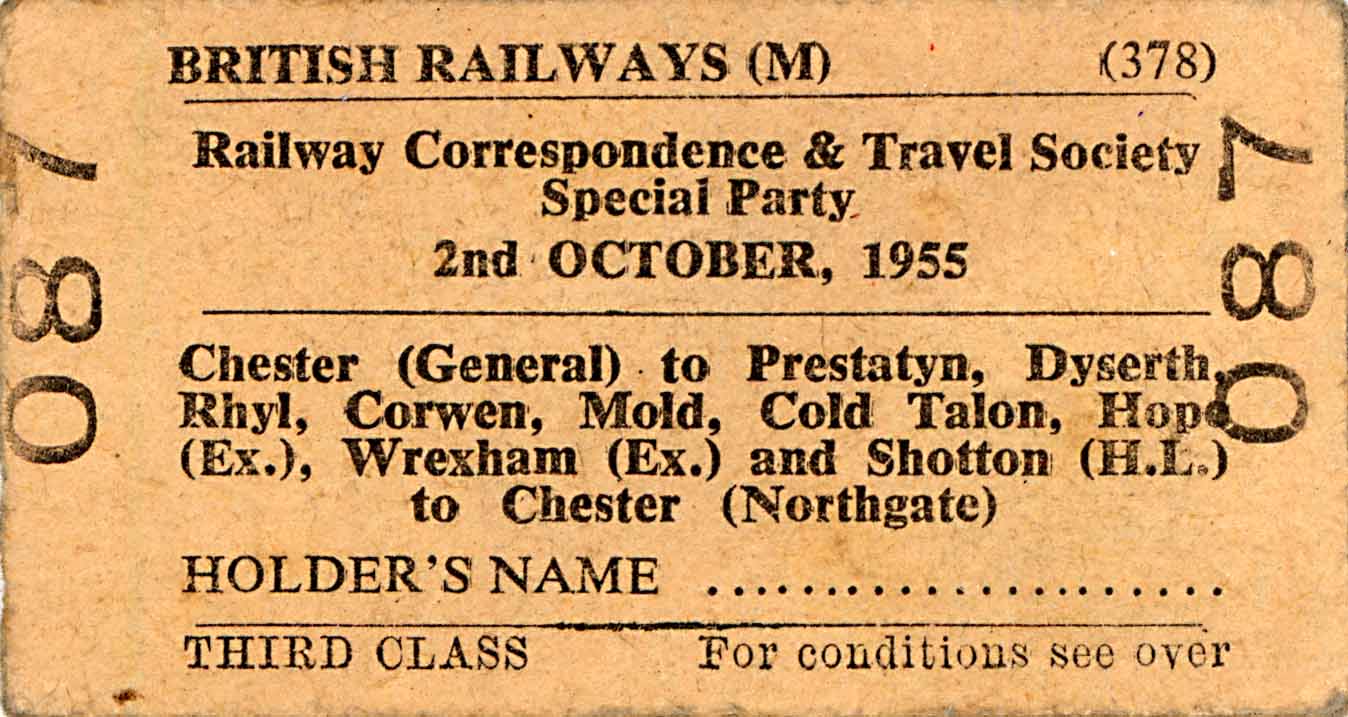 BRITISH RAILWAYS (M) (378)
Railway Correspondence & Travel Society
Special Party
2nd OCTOBER, 1955
Chester (General) to Prestatyn, Dyserth,
Rhyl, Corwen, Mold, Cold Talon, Hope
(Ex.), Wrexham (Ex.) and Shotton (H.L.)
to Chester (Northgate)
HOLDER'S NAME ......................
THIRD CLASS For conditions see over
087
087